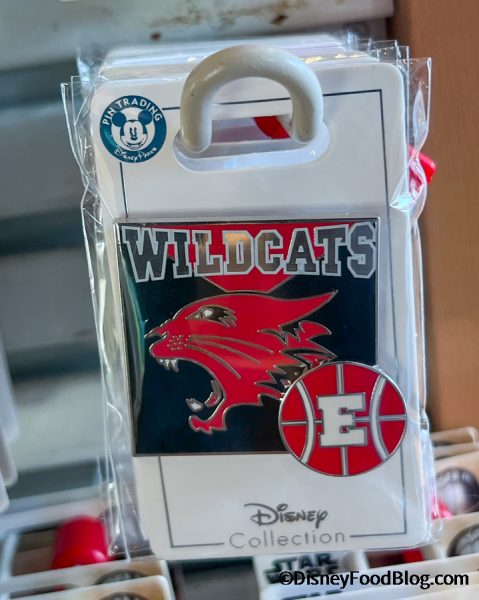 PIN TRADING
Disney Parks
WILDCATS
E
Disney
Collection
STAR
©DisneyFoodBlog.com